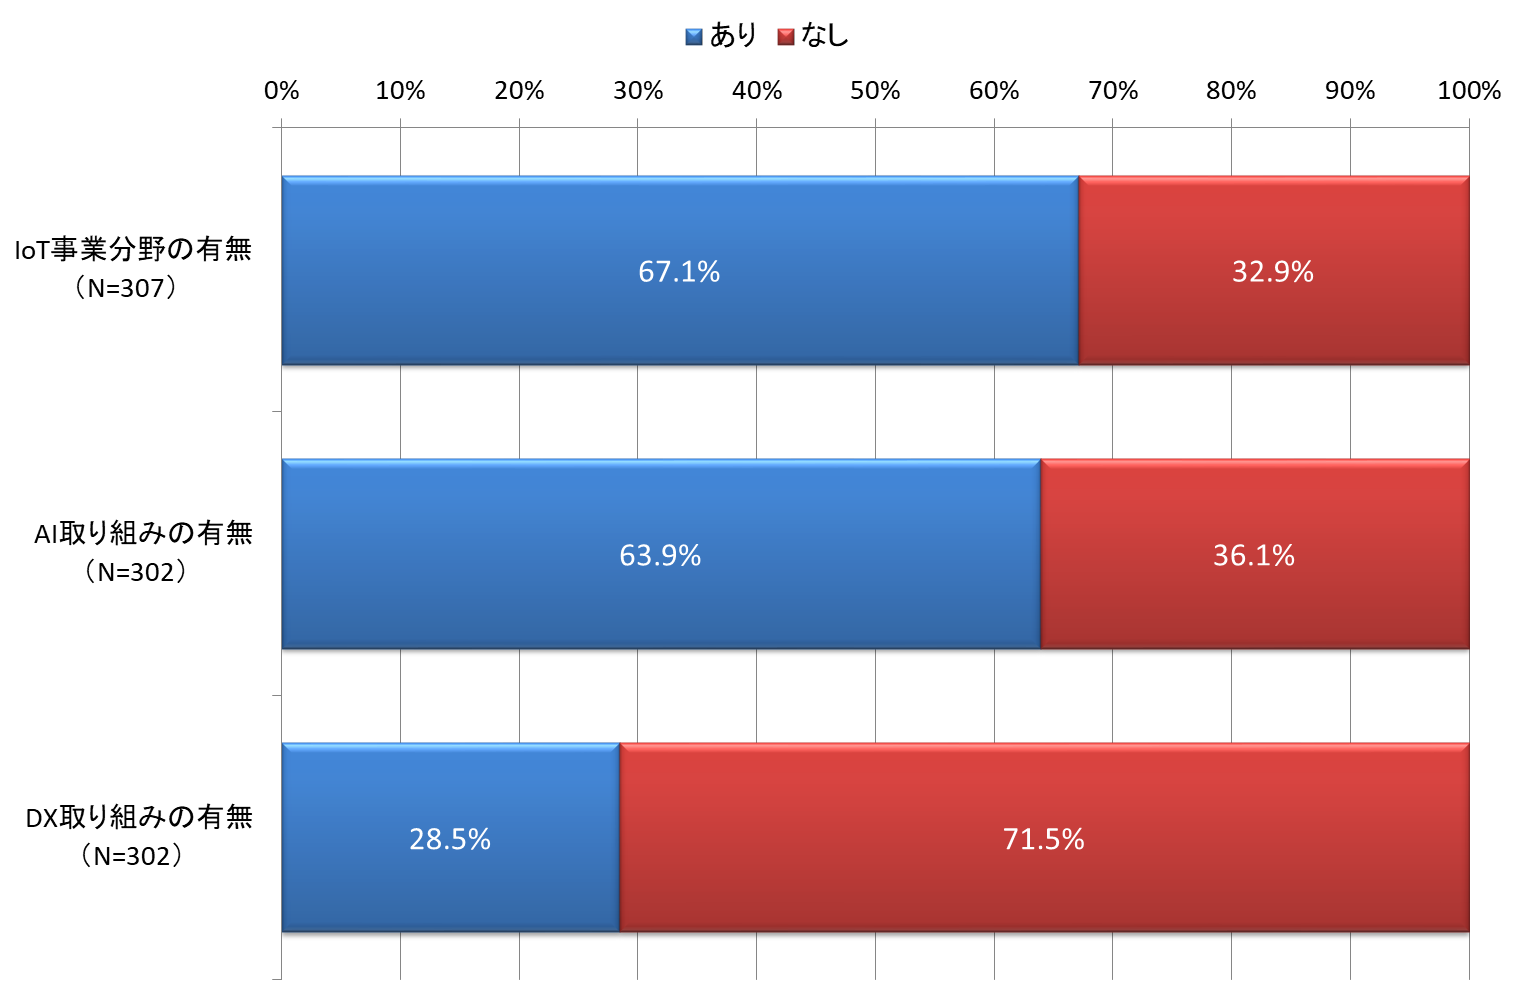 あり なし
0% 10% 20% 30% 40% 50% 60% 70% 80% 90% 100%
IoT事業分野の有無
（N=307）
67.1% 32.9%
AI取り組みの有無
（N=302）
63.9% 36.1%
DX取り組みの有無
（N=302）
28.5% 71.5%